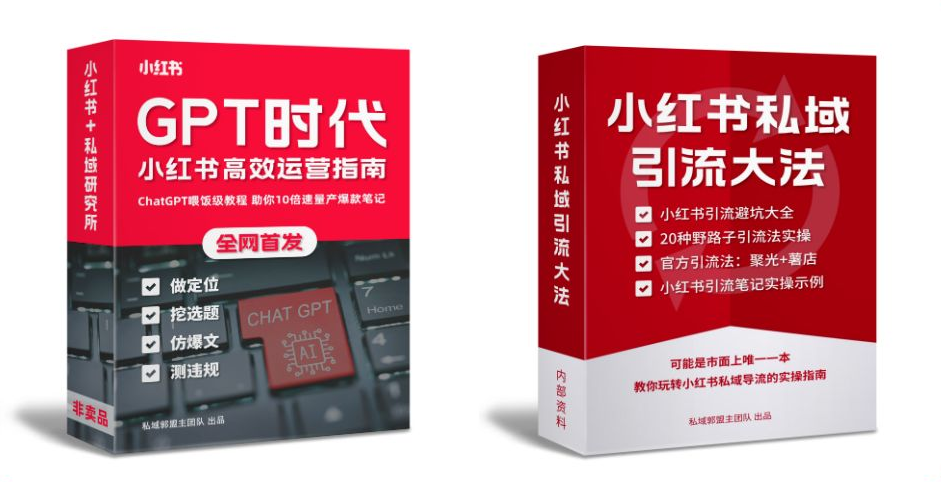 小红书+私域研究所
非卖品
小红书
GPT时代
小红书高效运营指南
ChatGPT喂饭级教程 助你10倍速量产爆款笔记
全网首发
做定位
挖选题
仿爆文
测违规
Num Lk
7
Home
CHAT GPT
AI
私域郭盟主团队 出品
小红书私域引流大法
内部资料
小红书私域
引流大法
小红书引流避坑大全
20种野路子引流法实操
官方引流法：聚光+薯店
小红书引流笔记实操示例
可能是市面上唯一一本
教你玩转小红书私域导流的实操指南
私域郭盟主团队 出品